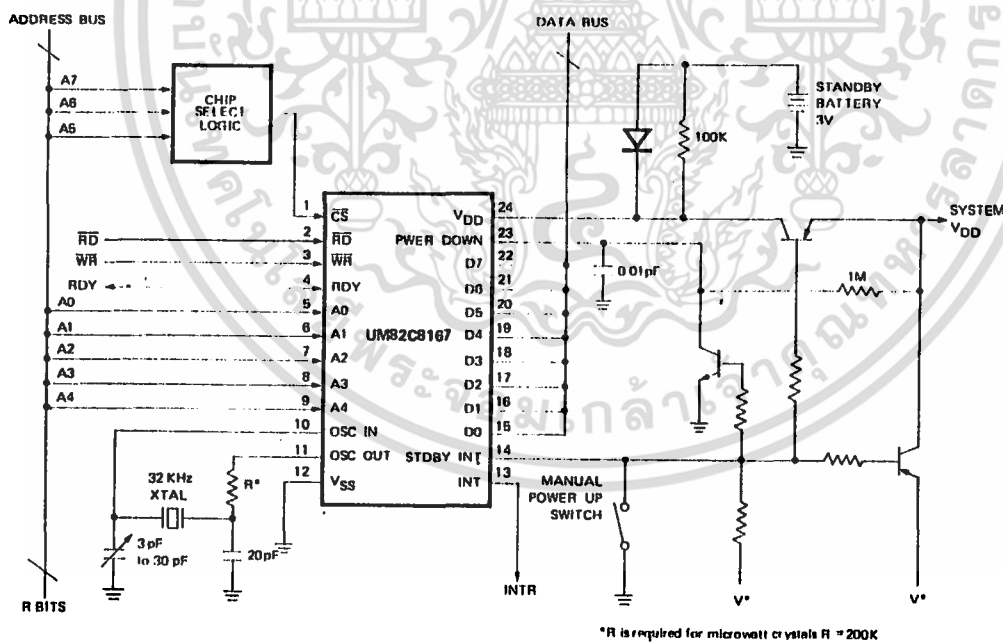 ADDRESS BUS
DATA BUS
A7
A6
A5
CHIP
SELECT
LOGIC
STANDBY
BATTERY
3V
100K
1
CS
2
RD
RD
3
WR
WR
4
RDY
RDY
5
A0
A0
6
A1
A1
7
A2
A2
8
A3
A3
9
A4
A4
10
OSC IN
11
OSC OUT
12
VSS
UM82C8167
VDD
24
PWER DOWN
23
D7
22
D6
21
D5
20
D4
19
D3
18
D2
17
D1
16
D0
15
STDBY INT
14
INT
13
SYSTEM
VDD
0.01pF
1M
32 KHz
XTAL
R*
3 pF
to 30 pF
20pF
MANUAL
POWER UP
SWITCH
INTR
V*
V*
R BITS
*R is required for microwatt crystals R = 200K